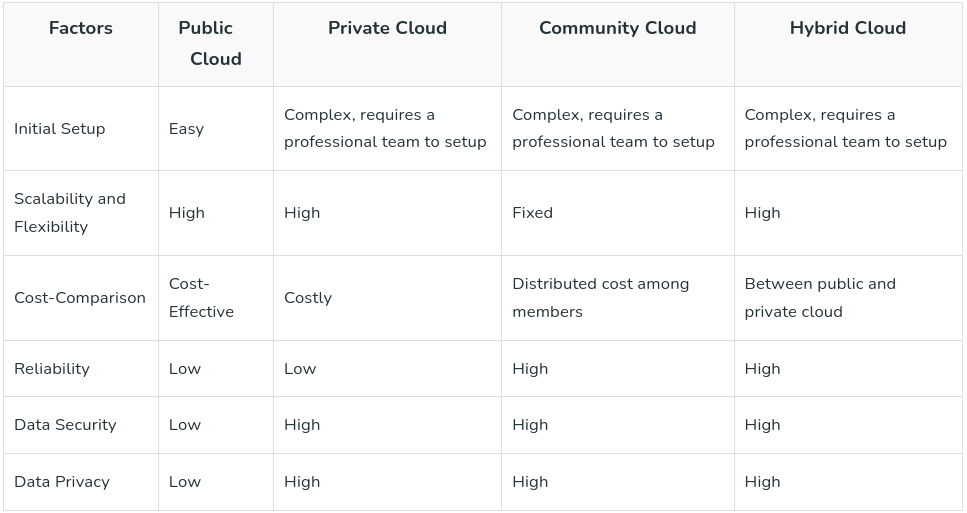 Factors
Public
Cloud
Private Cloud
Community Cloud
Hybrid Cloud
Initial Setup
Easy
Complex, requires a
professional team to setup
Complex, requires a
professional team to setup
Complex, requires a
professional team to setup
Scalability and
Flexibility
High
High
Fixed
High
Cost-Comparison
Cost-
Effective
Costly
Distributed cost among
members
Between public and
private cloud
Reliability
Low
Low
High
High
Data Security
Low
High
High
High
Data Privacy
Low
High
High
High